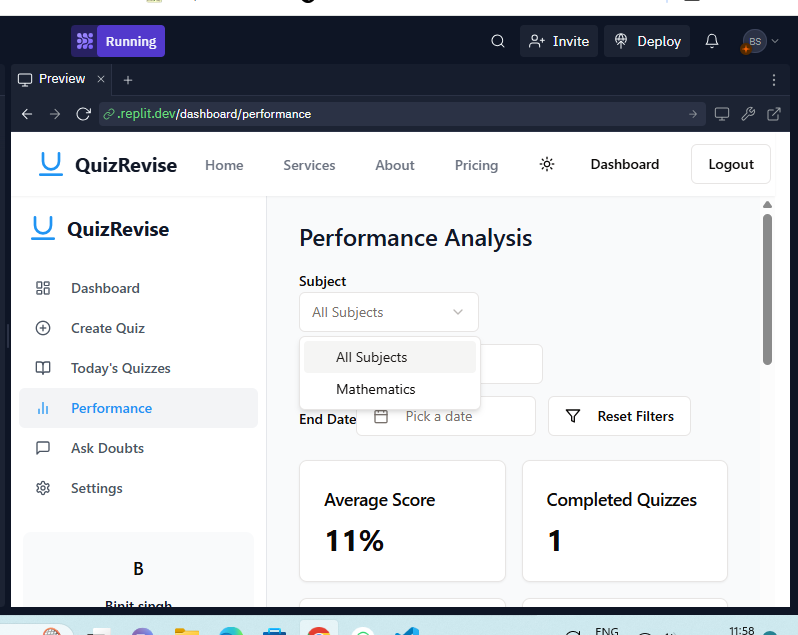 Running
Invite
Deploy
BS
Preview
.replit.dev/dashboard/performance
QuizRevise
Home
Services
About
Pricing
Dashboard
Logout
QuizRevise
Dashboard
Create Quiz
Today's Quizzes
Performance
Ask Doubts
Settings
B
Binit singh
Performance Analysis
Subject
All Subjects
All Subjects
Mathematics
End Date
Pick a date
Reset Filters
Average Score
11%
Completed Quizzes
1
ENG
11:58